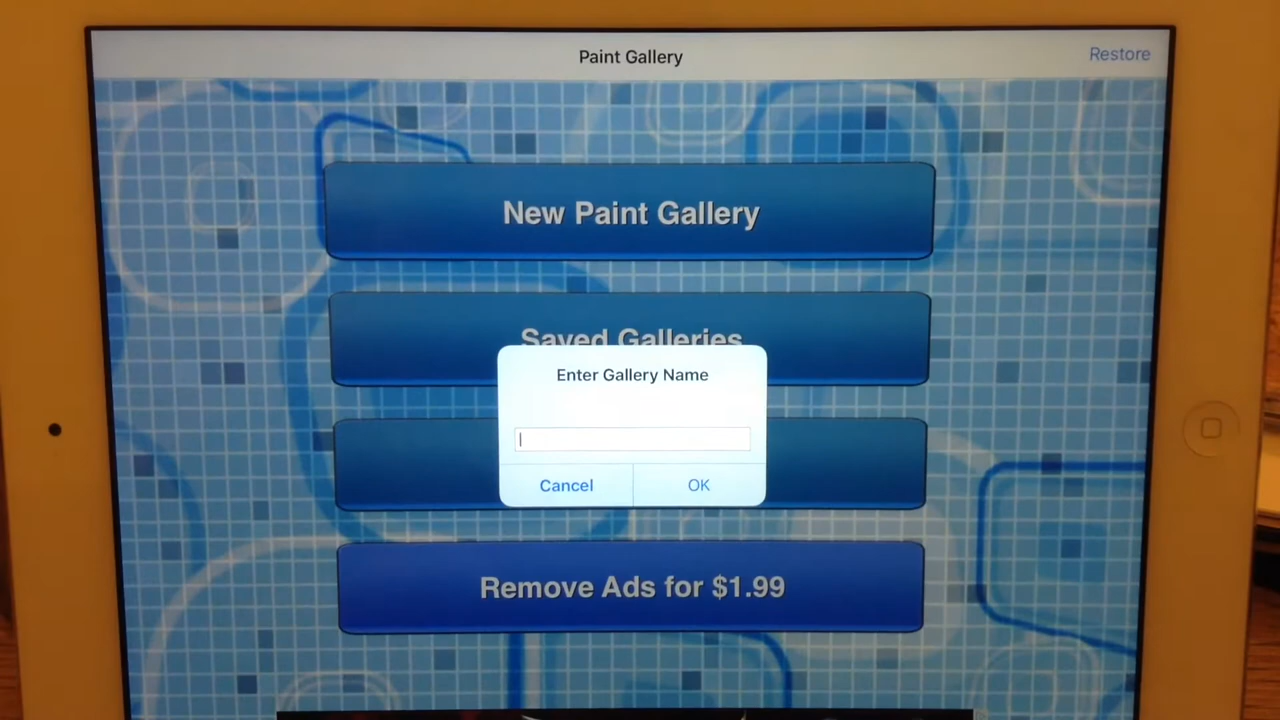 Paint Gallery
Restore
New Paint Gallery
Saved Galleries
Enter Gallery Name
Cancel
OK
Remove Ads for $1.99